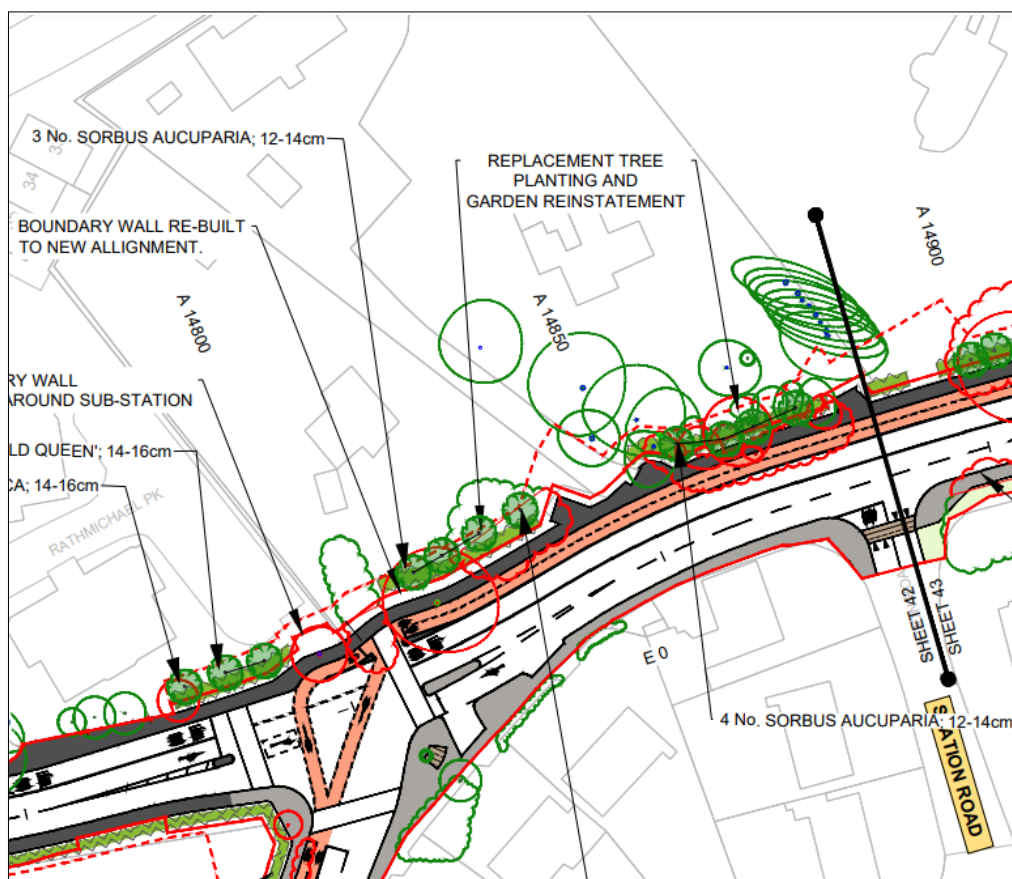 3 No. SORBUS AUCUPARIA; 12-14cm
REPLACEMENT TREE
PLANTING AND
GARDEN REINSTATEMENT
34
BOUNDARY WALL RE-BUILT
TO NEW ALLIGNMENT.
A 14900
A 14800
A 14850
RY WALL
AROUND SUB-STATION
LD QUEEN'; 14-16cm
CA; 14-16cm
RATHMICHAEL PK
SHEET 42
SHEET 43
E 0
4 No. SORBUS AUCUPARIA; 12-14cm
STATION ROAD